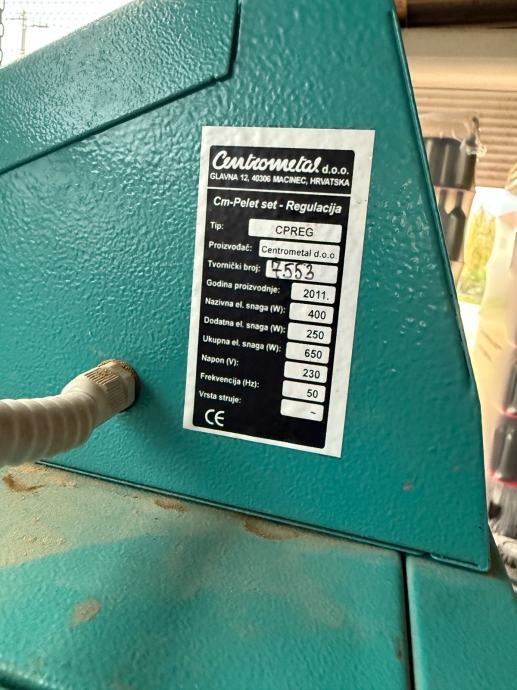 Centrometal d.o.o.
GLAVNA 12, 40306 MACINEC, HRVATSKA
Cm-Pelet set - Regulacija
Tip: CPREG
Proizvođač: Centrometal d.o.o
Tvornički broj: 7553
Godina proizvodnje: 2011.
Nazivna el. snaga (W): 400
Dodatna el. snaga (W): 250
Ukupna el. snaga (W): 650
Napon (V): 230
Frekvencija (Hz): 50
Vrsta struje: ~
CE